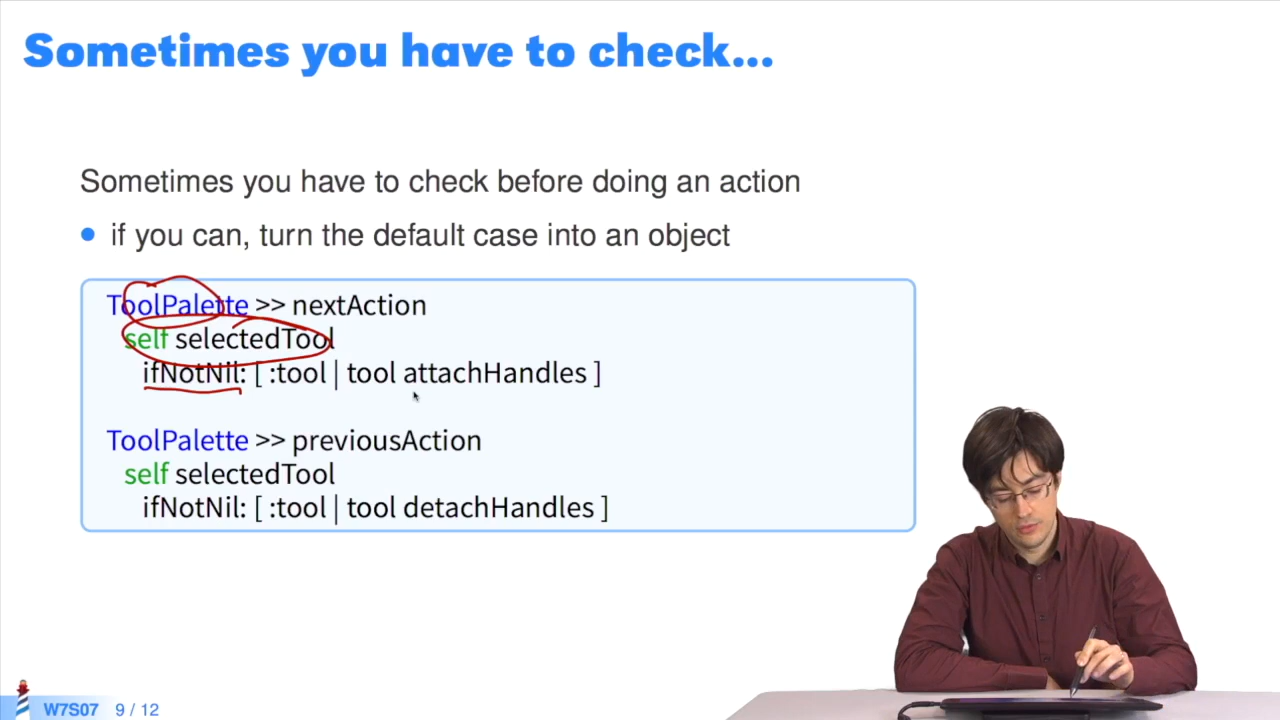 Sometimes you have to check...
Sometimes you have to check before doing an action
• if you can, turn the default case into an object
ToolPalette >> nextAction
self selectedTool
ifNotNil: [ :tool | tool attachHandles ]
ToolPalette >> previousAction
self selectedTool
ifNotNil: [ :tool | tool detachHandles ]
W7S07 9 / 12